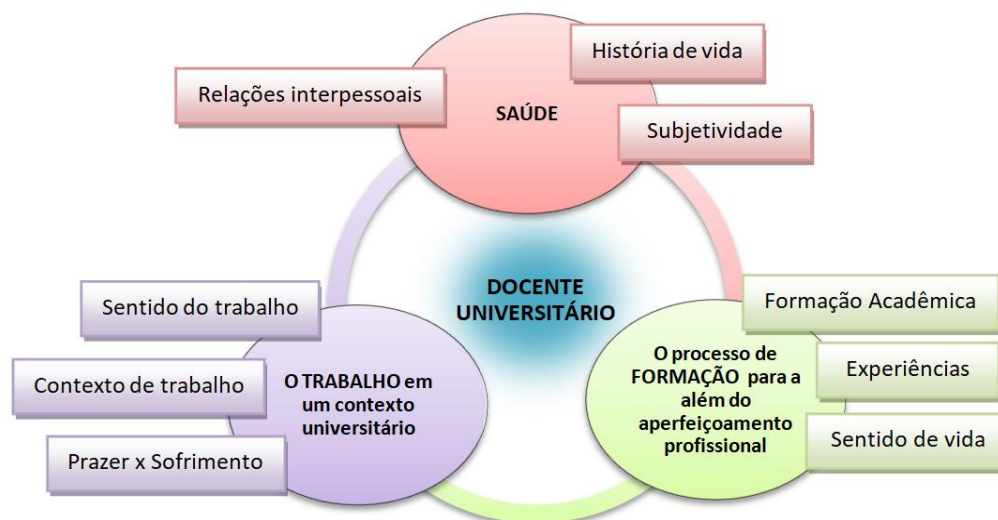 História de vida
Relações interpessoais
SAÚDE
Subjetividade
DOCENTE
UNIVERSITÁRIO
Sentido do trabalho
Contexto de trabalho
Prazer x Sofrimento
O TRABALHO em
um contexto
universitário
Formação Acadêmica
O processo de
FORMAÇÃO para a
além do
aperfeiçoamento
profissional
Experiências
Sentido de vida